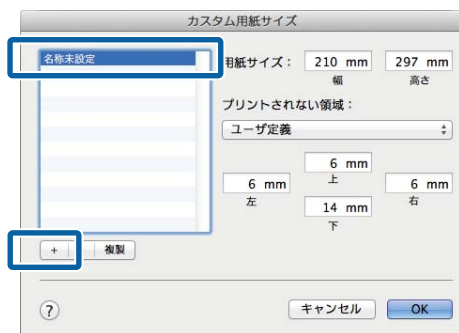 カスタム用紙サイズ
名称未設定
用紙サイズ： 210 mm 297 mm
幅 高さ
プリントされない領域：
ユーザ定義
6 mm
上
6 mm 6 mm
左 右
14 mm
下
+ 複製
? キャンセル OK